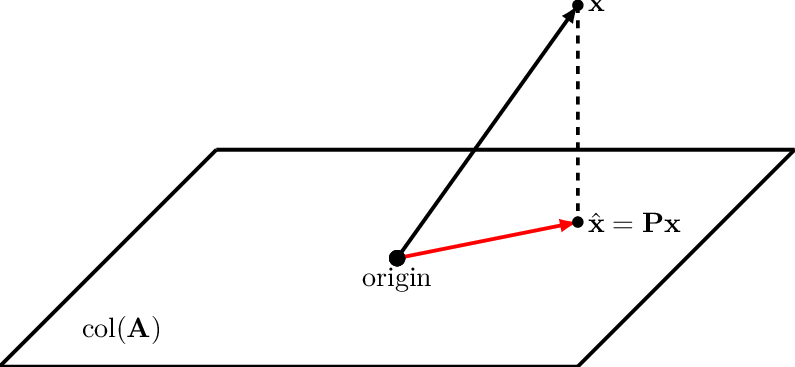 x
x̂ = Px
origin
col(A)